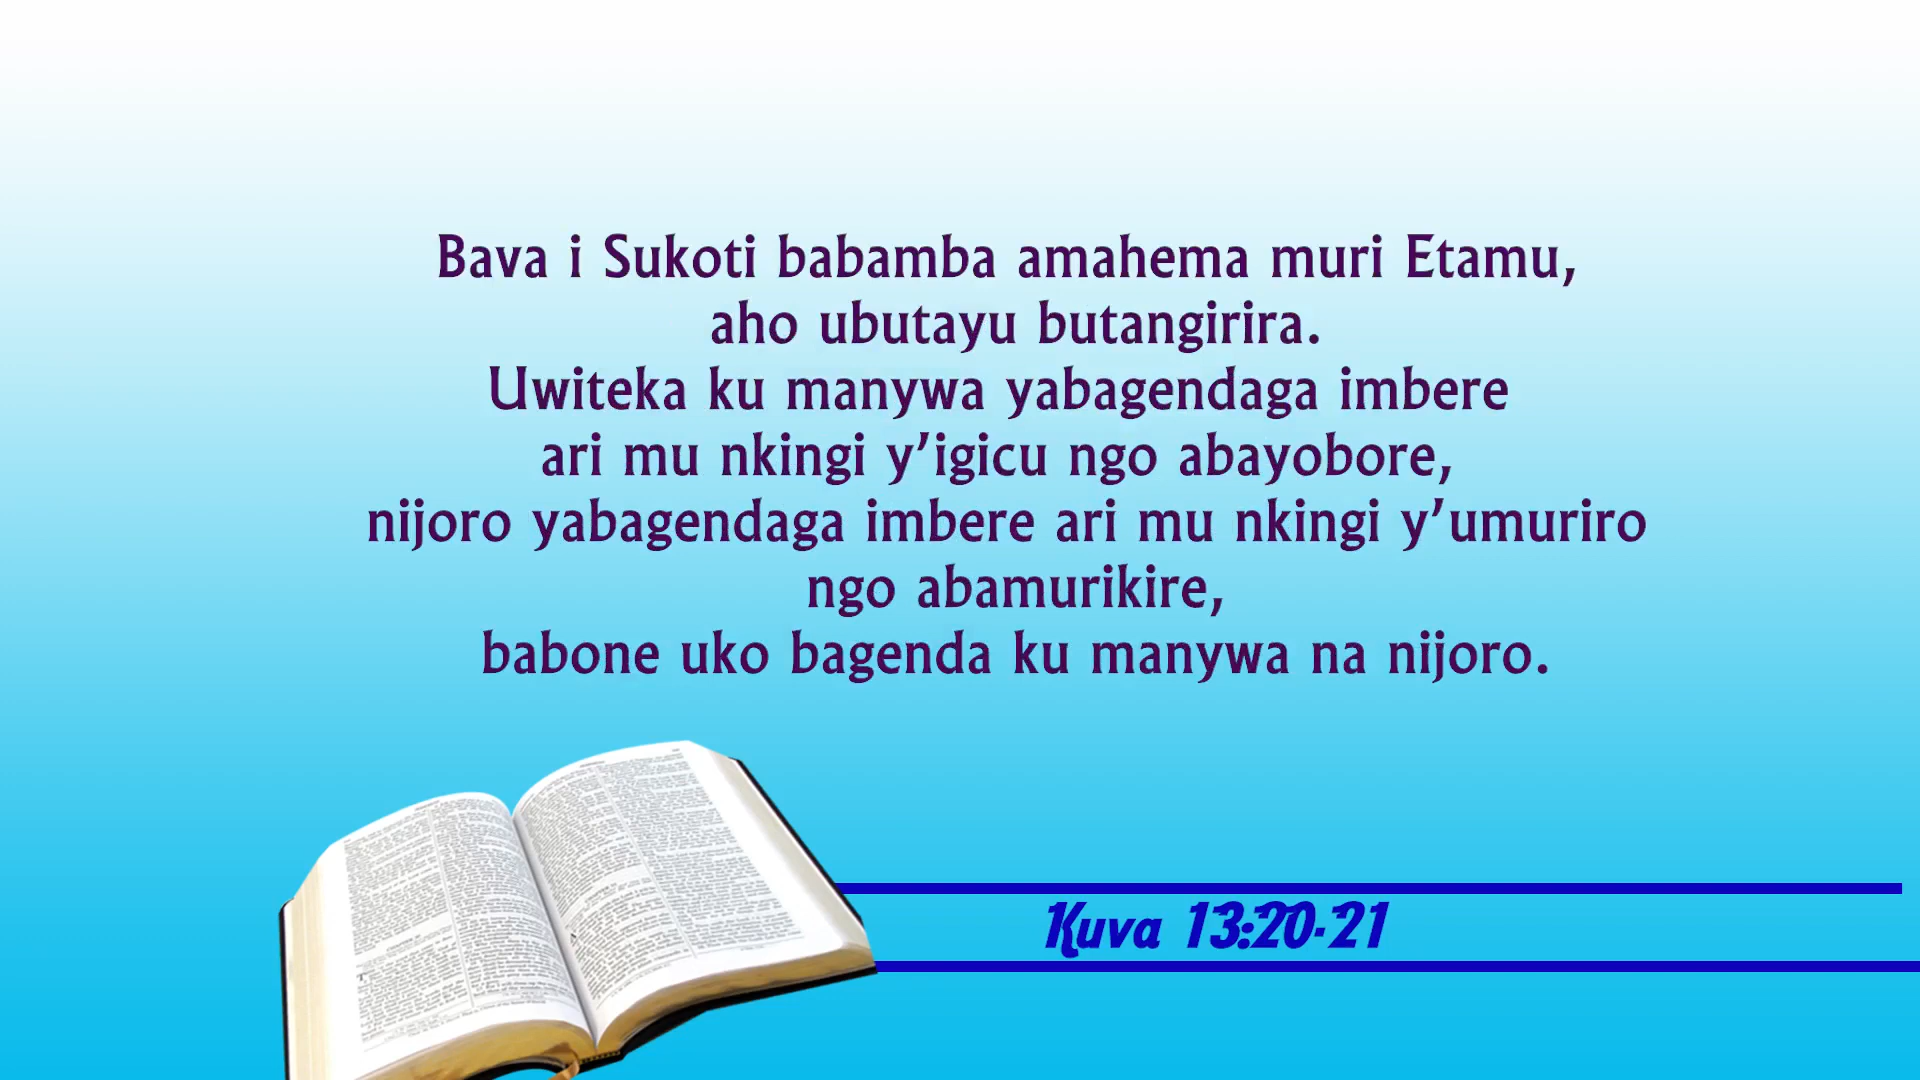 Bava i Sukoti babamba amahema muri Etamu,
aho ubutayu butangirira.
Uwiteka ku manywa yabagendaga imbere
ari mu nkingi y’igicu ngo abayobore,
nijoro yabagendaga imbere ari mu nkingi y’umuriro
ngo abamurikire,
babone uko bagenda ku manywa na nijoro.
Kuva 13:20-21